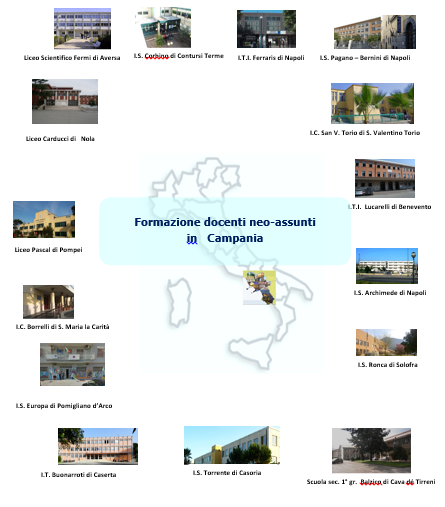 Liceo Scientifico Fermi di Aversa
I.S. Corbino di Contursi Terme
I.T.I. Ferraris di Napoli
I.S. Pagano – Bernini di Napoli
Liceo Carducci di Nola
I.C. San V. Torio di S. Valentino Torio
I.T.I. Lucarelli di Benevento
Formazione docenti neo-assunti
in Campania
Liceo Pascal di Pompei
I.S. Archimede di Napoli
I.C. Borrelli di S. Maria la Carità
I.S. Ronca di Solofra
I.S. Europa di Pomigliano d'Arco
I.T. Buonarroti di Caserta
I.S. Torrente di Casoria
Scuola sec. 1° gr. Balzico di Cava de Tirreni